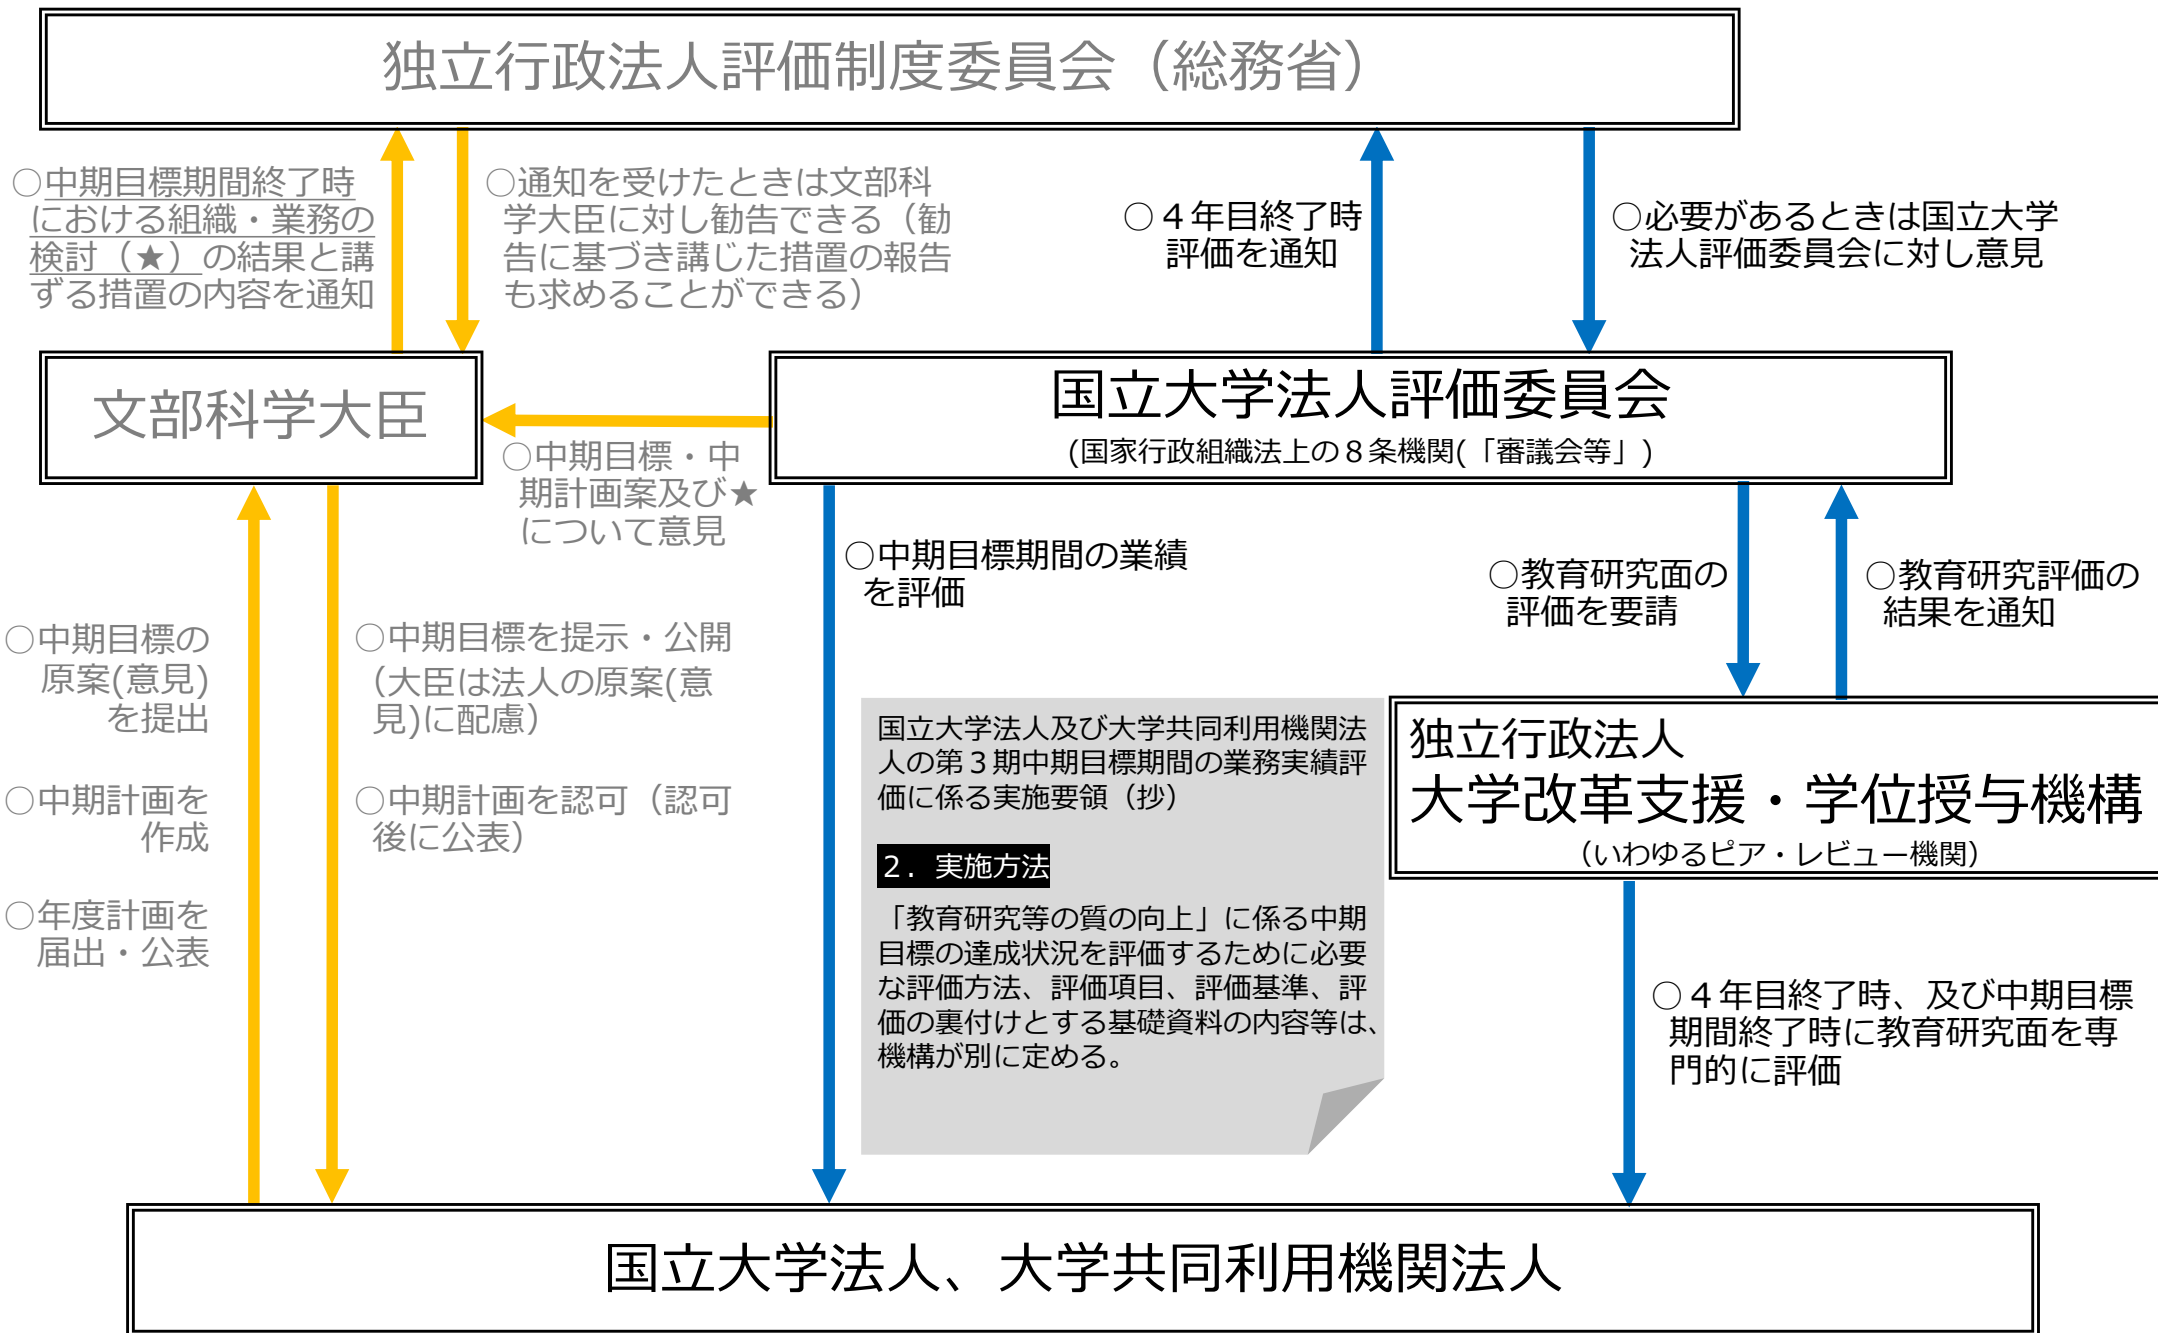 独立行政法人評価制度委員会（総務省）
○中期目標期間終了時
における組織・業務の
検討（★）の結果と講
ずる措置の内容を通知
○通知を受けたときは文部科
学大臣に対し勧告できる（勧
告に基づき講じた措置の報告
も求めることができる）
○４年目終了時
評価を通知
○必要があるときは国立大学
法人評価委員会に対し意見
文部科学大臣
国立大学法人評価委員会
(国家行政組織法上の８条機関(「審議会等」)
○中期目標・中
期計画案及び★
について意見
○中期目標期間の業績
を評価
○教育研究面の
評価を要請
○教育研究評価の
結果を通知
○中期目標の
原案(意見)
を提出
○中期目標を提示・公開
（大臣は法人の原案(意
見)に配慮）
○中期計画を
作成
○中期計画を認可（認可
後に公表）
○年度計画を
届出・公表
国立大学法人及び大学共同利用機関法
人の第３期中期目標期間の業務実績評
価に係る実施要領（抄）
２．実施方法
「教育研究等の質の向上」に係る中期
目標の達成状況を評価するために必要
な評価方法、評価項目、評価基準、評
価の裏付けとする基礎資料の内容等は、
機構が別に定める。
独立行政法人
大学改革支援・学位授与機構
（いわゆるピア・レビュー機関）
○４年目終了時、及び中期目標
期間終了時に教育研究面を専
門的に評価
国立大学法人、大学共同利用機関法人